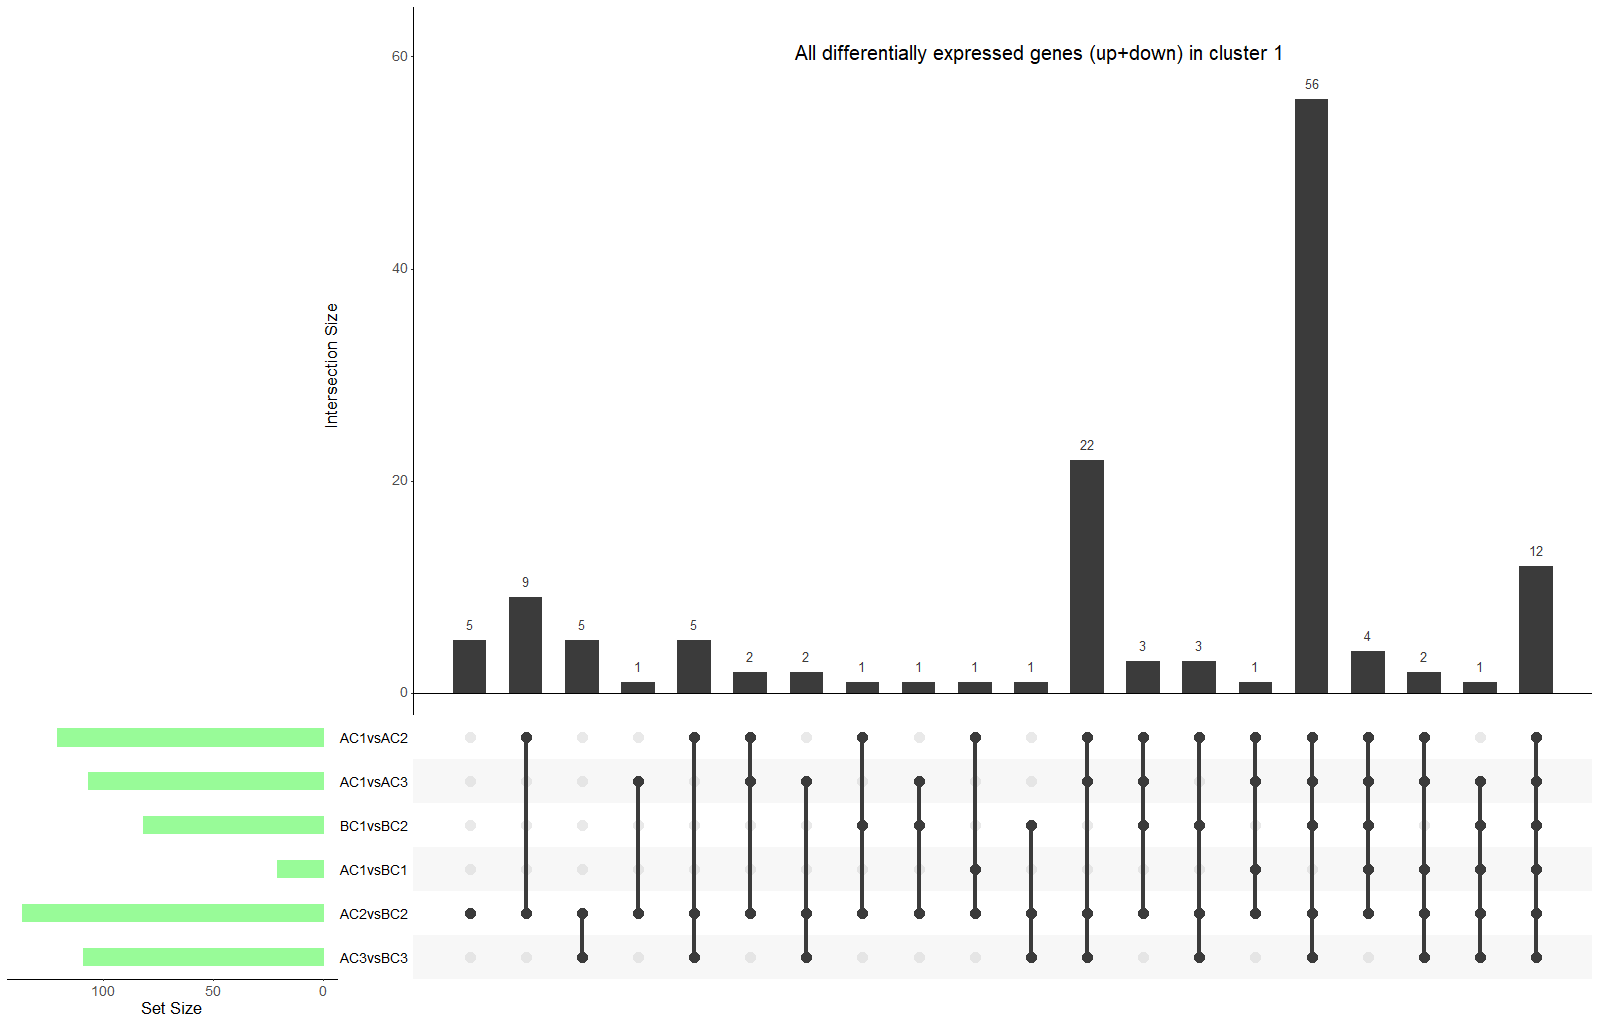 All differentially expressed genes (up+down) in cluster 1
Intersection Size
60
40
20
0
5
9
5
1
5
2
2
1
1
1
1
22
3
3
1
56
4
2
1
12
AC1vsAC2
AC1vsAC3
BC1vsBC2
AC1vsBC1
AC2vsBC2
AC3vsBC3
100 50 0
Set Size